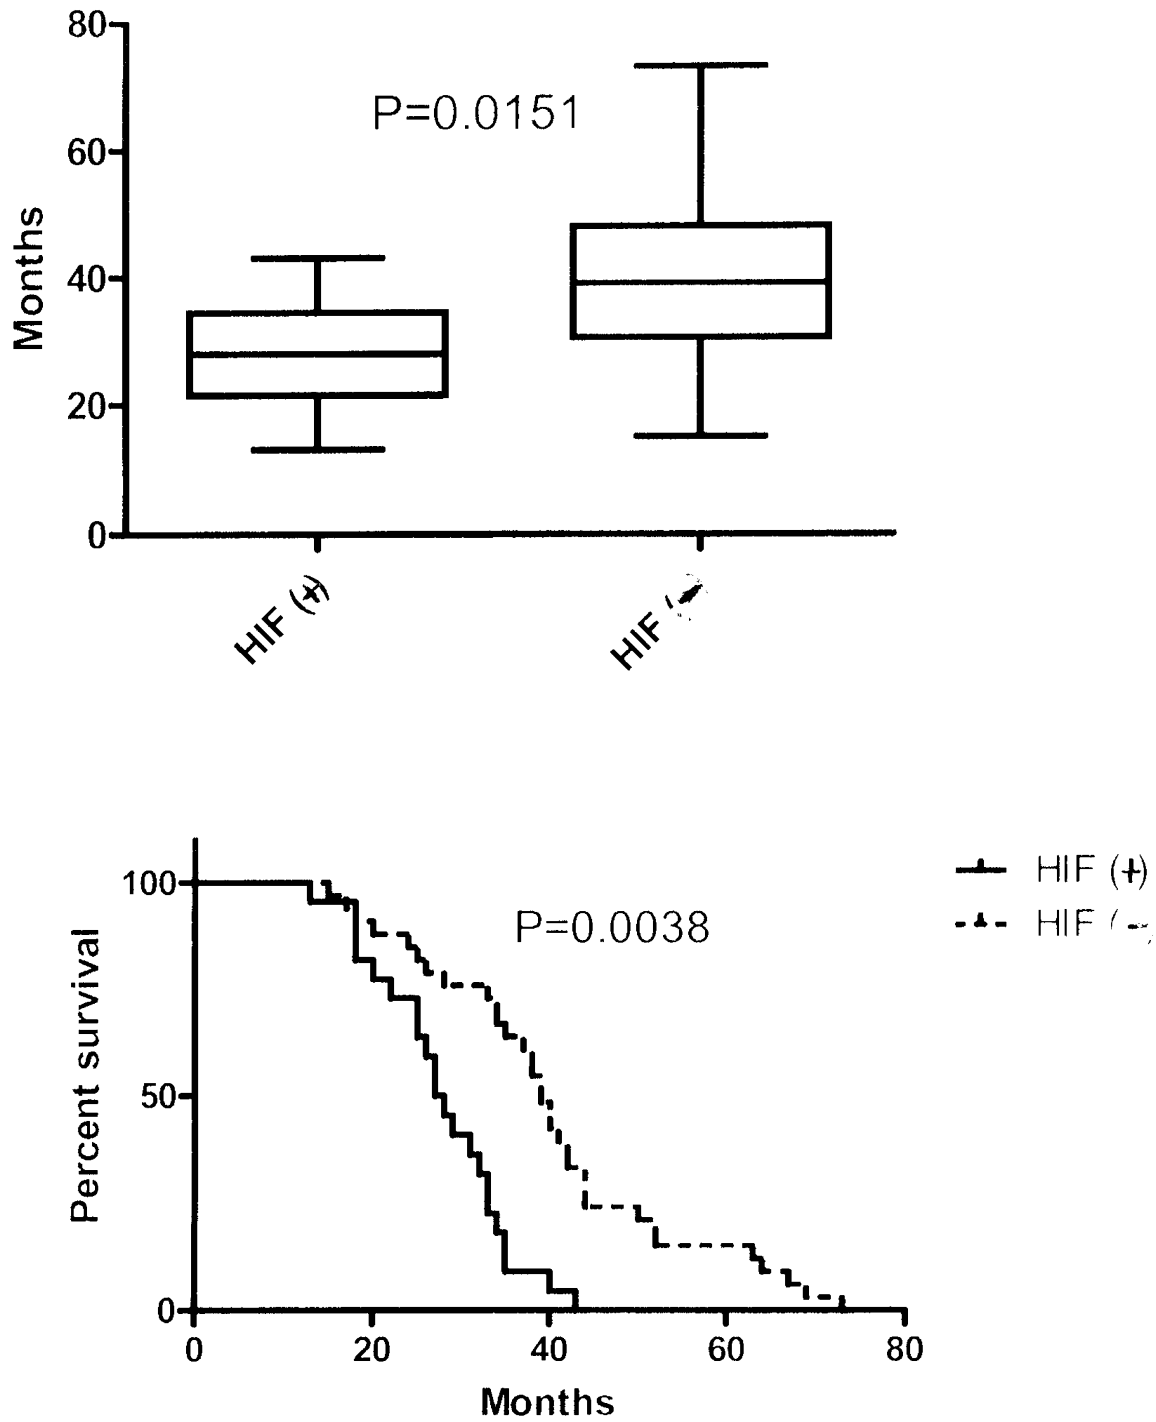 80
P=0.0151
60
Months
40
20
0
HIF (+)
HIF
HIF (+)
HIF (-
100
P=0.0038
Percent survival
50
0
0 20 40 60 80
Months